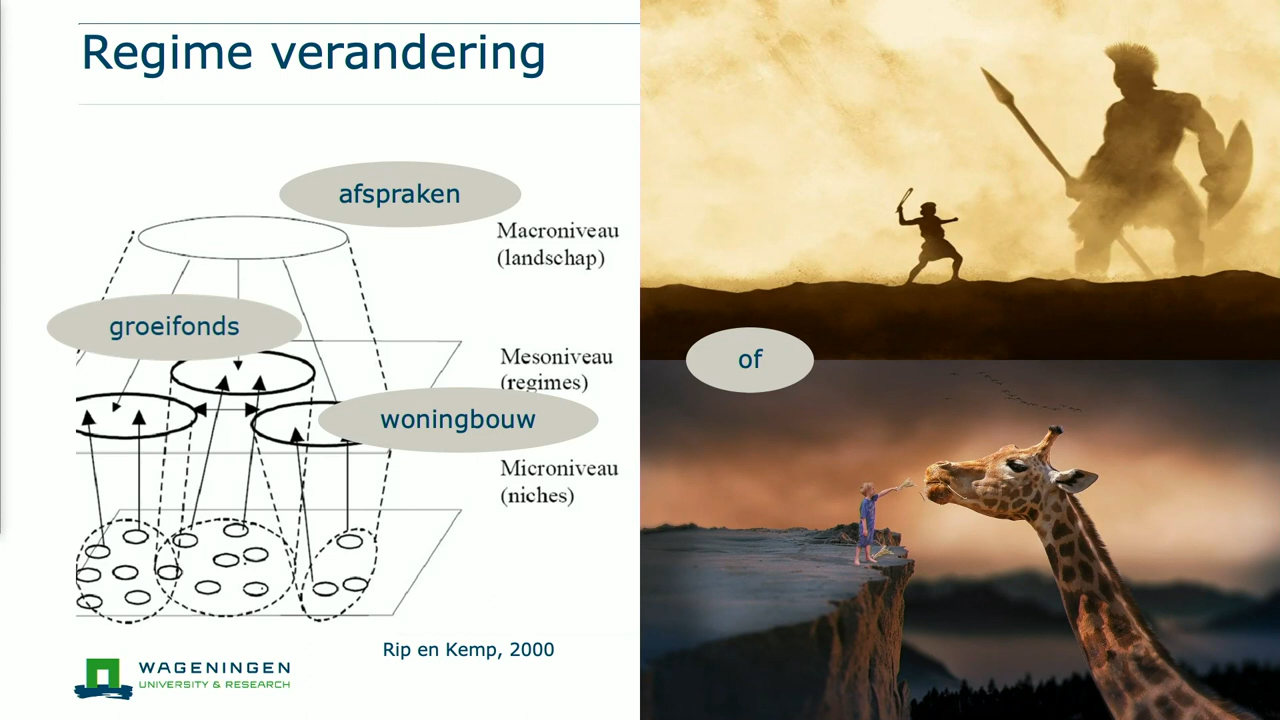 Regime verandering
afspraken
Macroniveau
(landschap)
groeifonds
Mesoniveau
(regimes)
woningbouw
Microniveau
(niches)
Rip en Kemp, 2000
WAGENINGEN
UNIVERSITY & RESEARCH
of